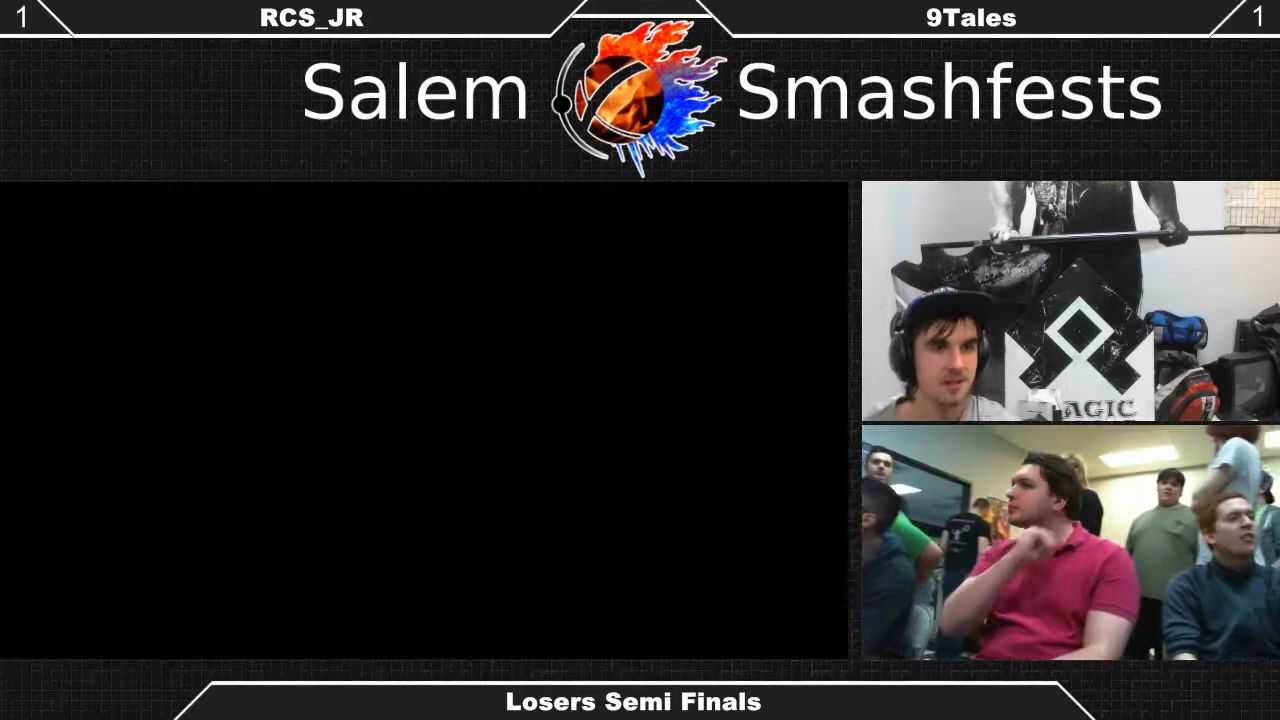 1 RCS_JR 9Tales 1
Salem Smashfests
AGIC
Losers Semi Finals